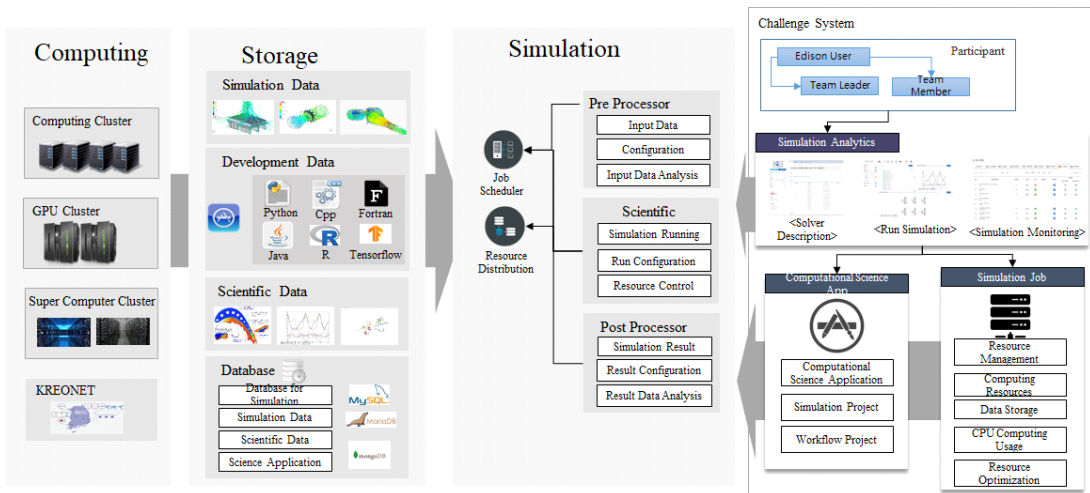 Computing
Computing Cluster
GPU Cluster
Super Computer Cluster
KREONET
Storage
Simulation Data
Development Data
Python
Cpp
Fortran
Java
R
Tensorflow
Scientific Data
Database
Database for
Simulation
Simulation Data
Scientific Data
Science Application
MySQL
MariaDB
mongoDB
Simulation
Job
Scheduler
Resource
Distribution
Pre Processor
Input Data
Configuration
Input Data Analysis
Scientific
Simulation Running
Run Configuration
Resource Control
Post Processor
Simulation Result
Result Configuration
Result Data Analysis
Challenge System
Participant
Edison User
Team Leader
Team
Member
Simulation Analytics
<Solver
Description>
<Run Simulation>
<Simulation Monitoring>
Computational Science
App
Computational
Science Application
Simulation Project
Workflow Project
Simulation Job
Resource
Management
Computing
Resources
Data Storage
CPU Computing
Usage
Resource
Optimization